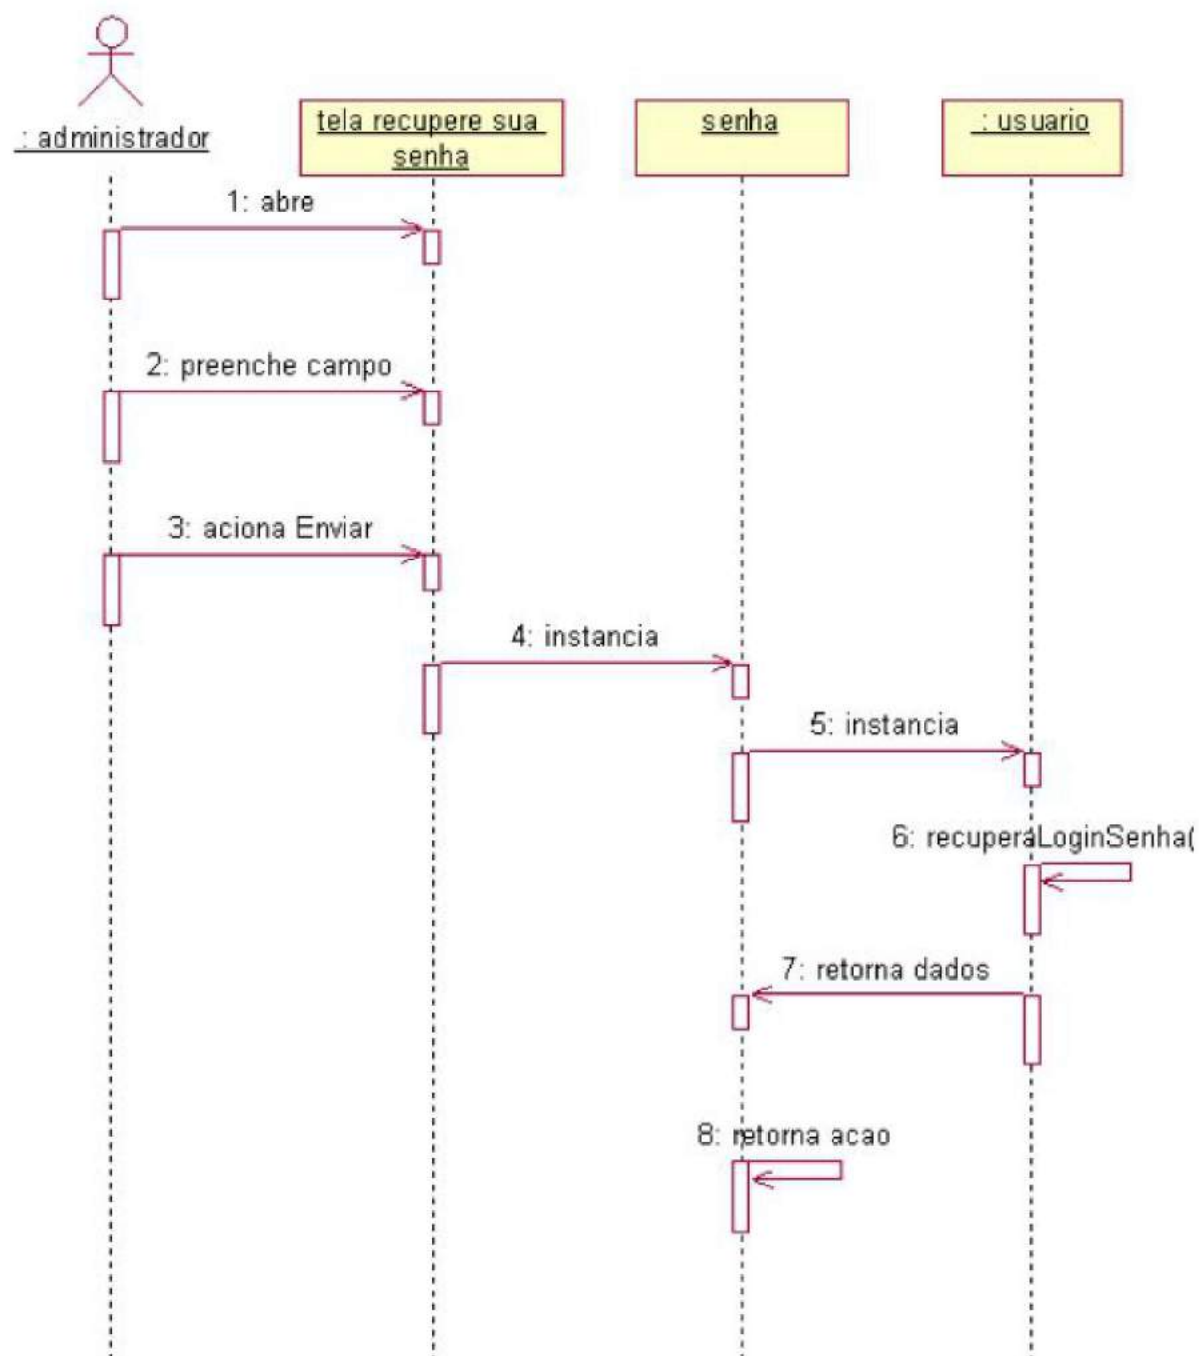 : administrador
tela recupere sua
senha
senha
: usuario
1: abre
2: preenche campo
3: aciona Enviar
4: instancia
5: instancia
6: recuperaLoginSenha(
7: retorna dados
8: retorna acao